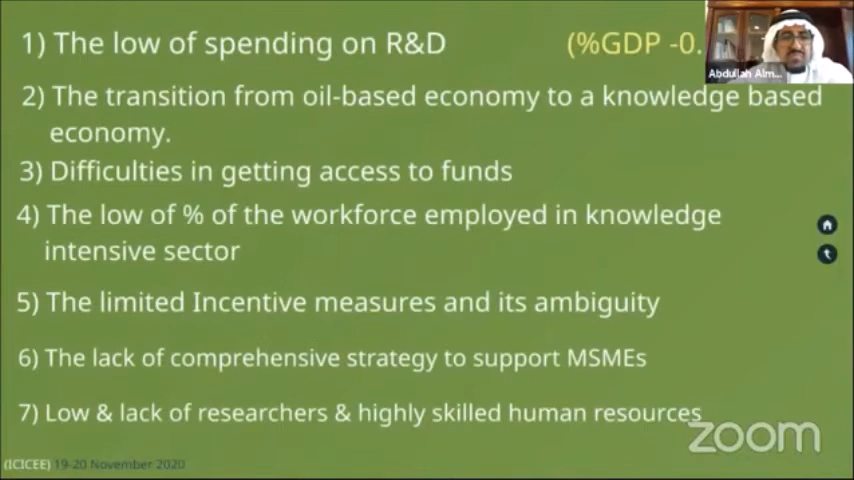 1) The low of spending on R&D (%GDP -0.
Abdullah Alm...
2) The transition from oil-based economy to a knowledge based
economy.
3) Difficulties in getting access to funds
4) The low of % of the workforce employed in knowledge
intensive sector
5) The limited Incentive measures and its ambiguity
6) The lack of comprehensive strategy to support MSMEs
7) Low & lack of researchers & highly skilled human resources
zoom
(ICICEE) 19-20 November 2020